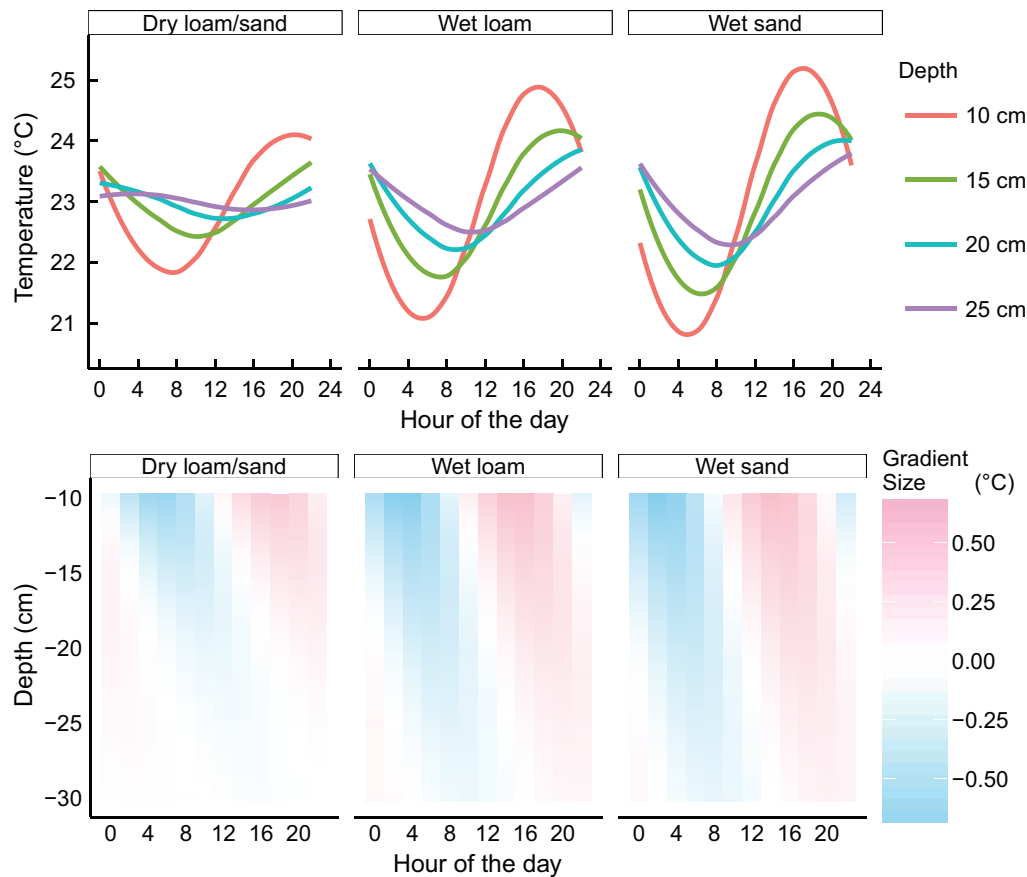 Dry loam/sand Wet loam Wet sand
Temperature (°C)
25
24
23
22
21
0 4 8 12 16 20 24 0 4 8 12 16 20 24 0 4 8 12 16 20 24
Hour of the day
Depth
10 cm
15 cm
20 cm
25 cm
Dry loam/sand Wet loam Wet sand
Depth (cm)
−10
−15
−20
−25
−30
0 4 8 12 16 20 0 4 8 12 16 20 0 4 8 12 16 20
Hour of the day
Gradient
Size (°C)
0.50
0.25
0.00
−0.25
−0.50